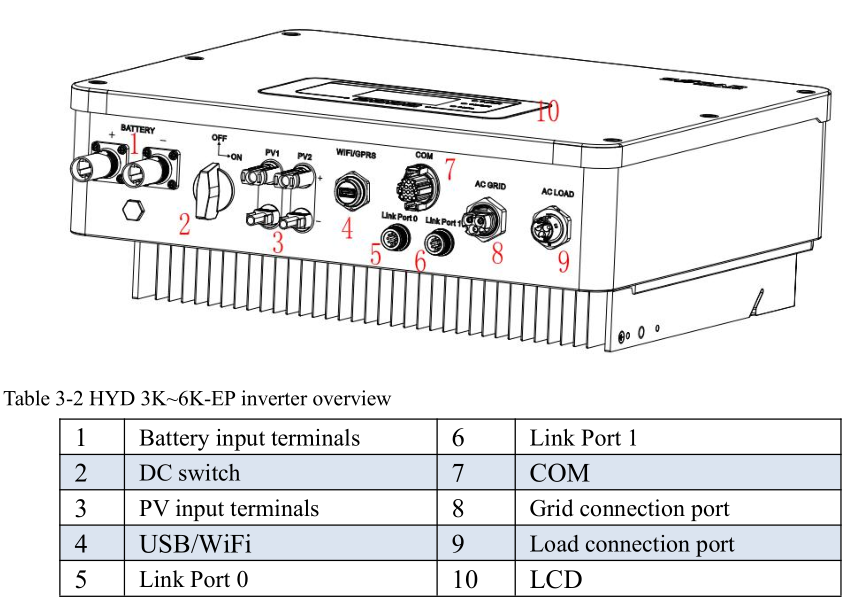 10
BATTERY
+ −
1
OFF
ON
PV1 PV2
+
−
WiFi/GPRS
COM
7
AC GRID
AC LOAD
Link Port 0 Link Port 1
2
3
4
5
6
8
9
Table 3-2 HYD 3K~6K-EP inverter overview
1 Battery input terminals 6 Link Port 1
2 DC switch 7 COM
3 PV input terminals 8 Grid connection port
4 USB/WiFi 9 Load connection port
5 Link Port 0 10 LCD